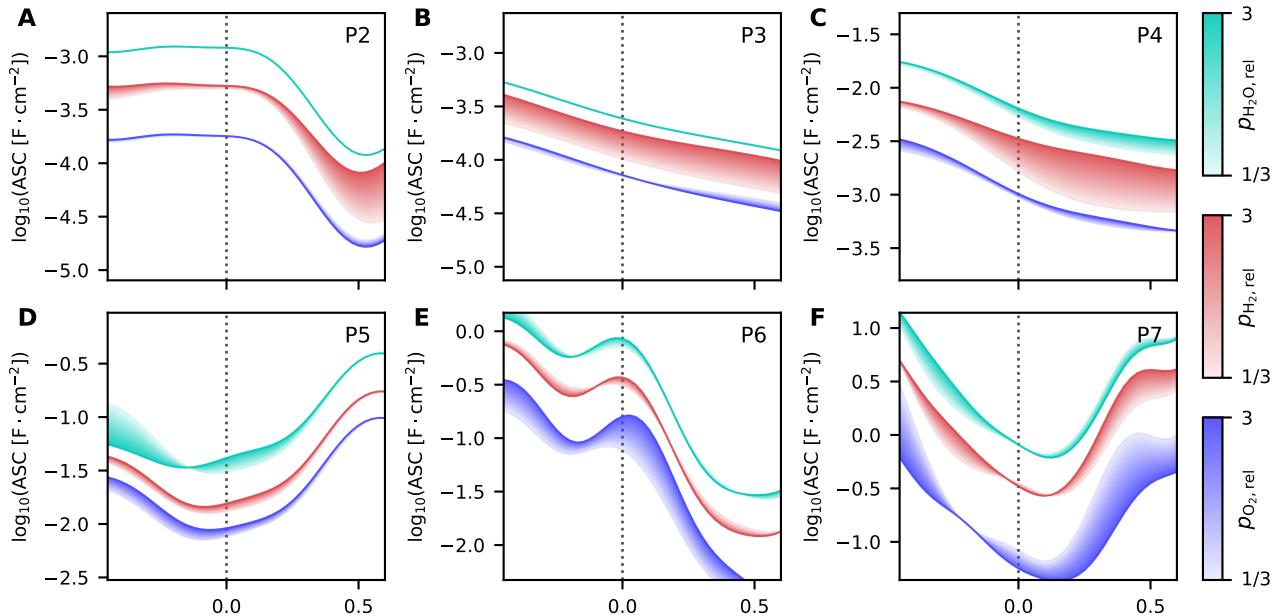 A
P2
log₁₀(ASC [F · cm⁻²])
−3.0
−3.5
−4.0
−4.5
−5.0
B
P3
log₁₀(ASC [F · cm⁻²])
−3.0
−3.5
−4.0
−4.5
−5.0
C
P4
log₁₀(ASC [F · cm⁻²])
−1.5
−2.0
−2.5
−3.0
−3.5
D
P5
log₁₀(ASC [F · cm⁻²])
−0.5
−1.0
−1.5
−2.0
−2.5
0.0
0.5
E
P6
log₁₀(ASC [F · cm⁻²])
0.0
−0.5
−1.0
−1.5
−2.0
0.0
0.5
F
P7
log₁₀(ASC [F · cm⁻²])
1.0
0.5
0.0
−0.5
−1.0
0.0
0.5
3
p_H₂O, rel
1/3
3
p_H₂, rel
1/3
3
p_O₂, rel
1/3